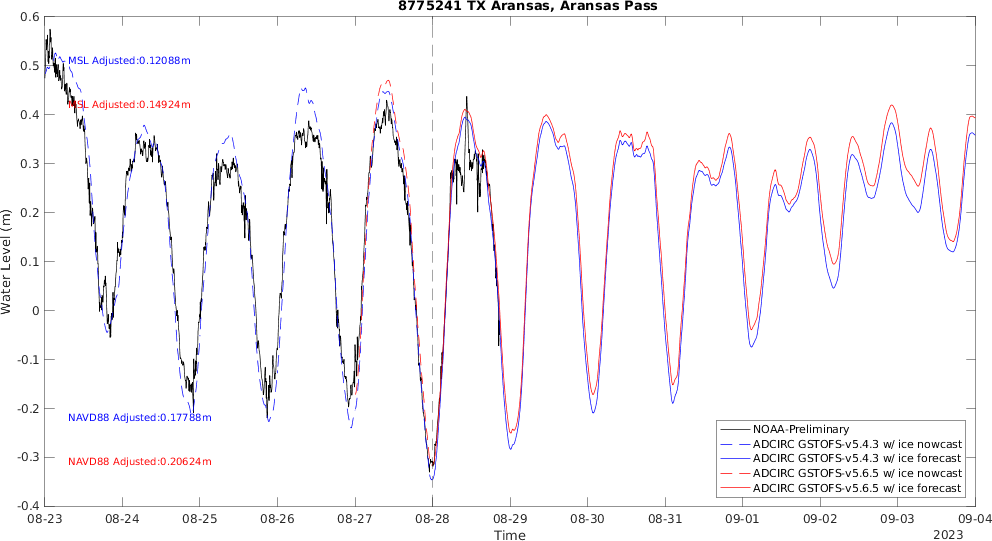 8775241 TX Aransas, Aransas Pass
0.6
0.5
0.4
0.3
0.2
0.1
0
-0.1
-0.2
-0.3
-0.4
Water Level (m)
MSL Adjusted:0.12088m
MSL Adjusted:0.14924m
NAVD88 Adjusted:0.17788m
NAVD88 Adjusted:0.20624m
NOAA-Preliminary
ADCIRC GSTOFS-v5.4.3 w/ ice nowcast
ADCIRC GSTOFS-v5.4.3 w/ ice forecast
ADCIRC GSTOFS-v5.6.5 w/ ice nowcast
ADCIRC GSTOFS-v5.6.5 w/ ice forecast
08-23 08-24 08-25 08-26 08-27 08-28 08-29 08-30 08-31 09-01 09-02 09-03 09-04
Time
2023